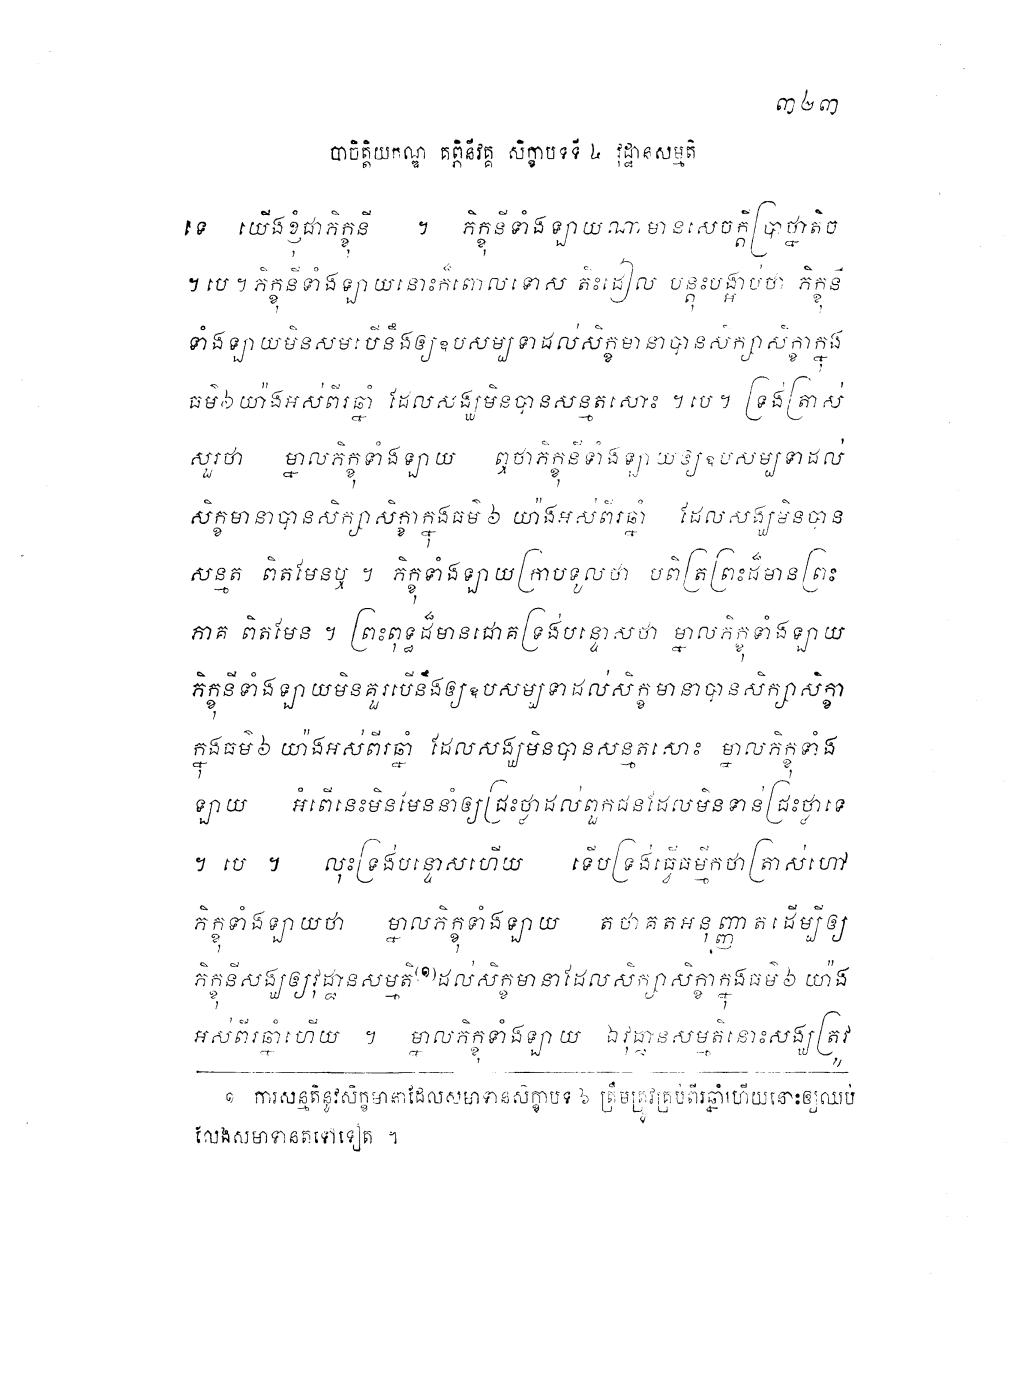 ៣៤៣
បាចិត្តិយកណ្ឌ គព្ភិនីវគ្គ សិក្ខាបទទី ៤ វុដ្ឋានសម្មតិ
ទេ យើងខ្ញុំជាភិក្ខុនី ។ ភិក្ខុនីទាំងឡាយណាមានសេចក្តីប្រាថ្នាតិច
។ បេ ។ ភិក្ខុនីទាំងឡាយនោះក៏ពោលទោស តិះដៀល បន្តុះបង្អាប់ថា ភិក្ខុនី
ទាំងឡាយមិនសមបើនឹងឲ្យឧបសម្បទាដល់សិក្ខមានាបានសិក្សាសិក្ខាក្នុង
ធម៌ ៦ យ៉ាងអស់ពីរឆ្នាំ ដែលសង្ឃមិនបានសន្មតសោះ ។ បេ ។ ទ្រង់ត្រាស់
សួរថា ម្នាលភិក្ខុទាំងឡាយ ឮថាភិក្ខុនីទាំងឡាយឲ្យឧបសម្បទាដល់
សិក្ខមានាបានសិក្សាសិក្ខាក្នុងធម៌ ៦ យ៉ាងអស់ពីរឆ្នាំ ដែលសង្ឃមិនបាន
សន្មត ពិតមែនឬ ។ ភិក្ខុទាំងឡាយក្រាបទូលថា បពិត្រព្រះដ៏មានព្រះ
ភាគ ពិតមែន ។ ព្រះពុទ្ធដ៏មានជោគទ្រង់បន្ទោសថា ម្នាលភិក្ខុទាំងឡាយ
ភិក្ខុនីទាំងឡាយមិនគួរបើនឹងឲ្យឧបសម្បទាដល់សិក្ខមានាបានសិក្សាសិក្ខា
ក្នុងធម៌ ៦ យ៉ាងអស់ពីរឆ្នាំ ដែលសង្ឃមិនបានសន្មតសោះ ម្នាលភិក្ខុទាំង
ឡាយ អំពើនេះមិនមែននាំឲ្យជ្រះថ្លាដល់ពួកជនដែលមិនទាន់ជ្រះថ្លាទេ
។ បេ ។ លុះទ្រង់បន្ទោសហើយ ទើបទ្រង់ធ្វើធម្មីកថាត្រាស់ហៅ
ភិក្ខុទាំងឡាយថា ម្នាលភិក្ខុទាំងឡាយ តថាគតអនុញ្ញាតដើម្បីឲ្យ
ភិក្ខុនីសង្ឃឲ្យវុដ្ឋានសម្មតិ(១)ដល់សិក្ខមានាដែលសិក្សាសិក្ខាក្នុងធម៌ ៦ យ៉ាង
អស់ពីរឆ្នាំហើយ ។ ម្នាលភិក្ខុទាំងឡាយ ឯវុដ្ឋានសម្មតិនោះសង្ឃត្រូវ
១ ការសន្មតិនូវសិក្ខមានាដែលសមាទានសិក្ខាបទ ៦ ត្រឹមត្រូវគ្រប់ពីរឆ្នាំហើយនោះឲ្យឈប់
លែងសមាទានតទៅទៀត ។